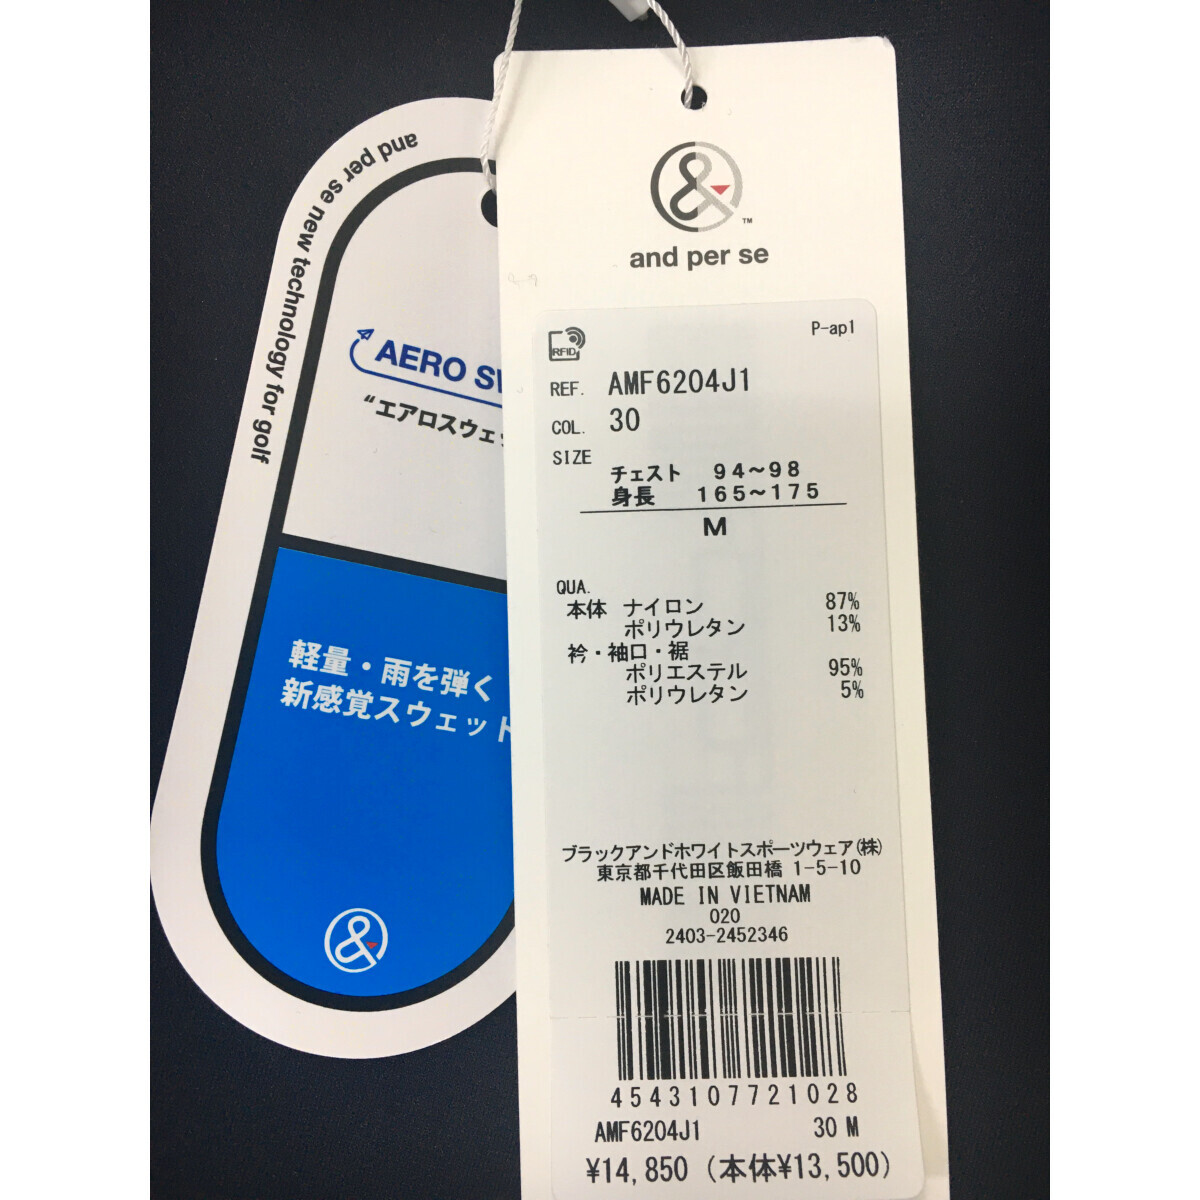 and per se new technology for golf
AERO
“エアロスウェッ
軽量・雨を弾く
新感覚スウェット
&
&
™
and per se
P-ap1
RFID
REF. AMF6204J1
COL. 30
SIZE
チェスト 94～98
身長 165～175
M
QUA.
本体 ナイロン 87%
ポリウレタン 13%
衿・袖口・裾
ポリエステル 95%
ポリウレタン 5%
ブラックアンドホワイトスポーツウェア(株)
東京都千代田区飯田橋 1-5-10
MADE IN VIETNAM
020
2403-2452346
4543107721028
AMF6204J1 30 M
¥14,850 (本体¥13,500)